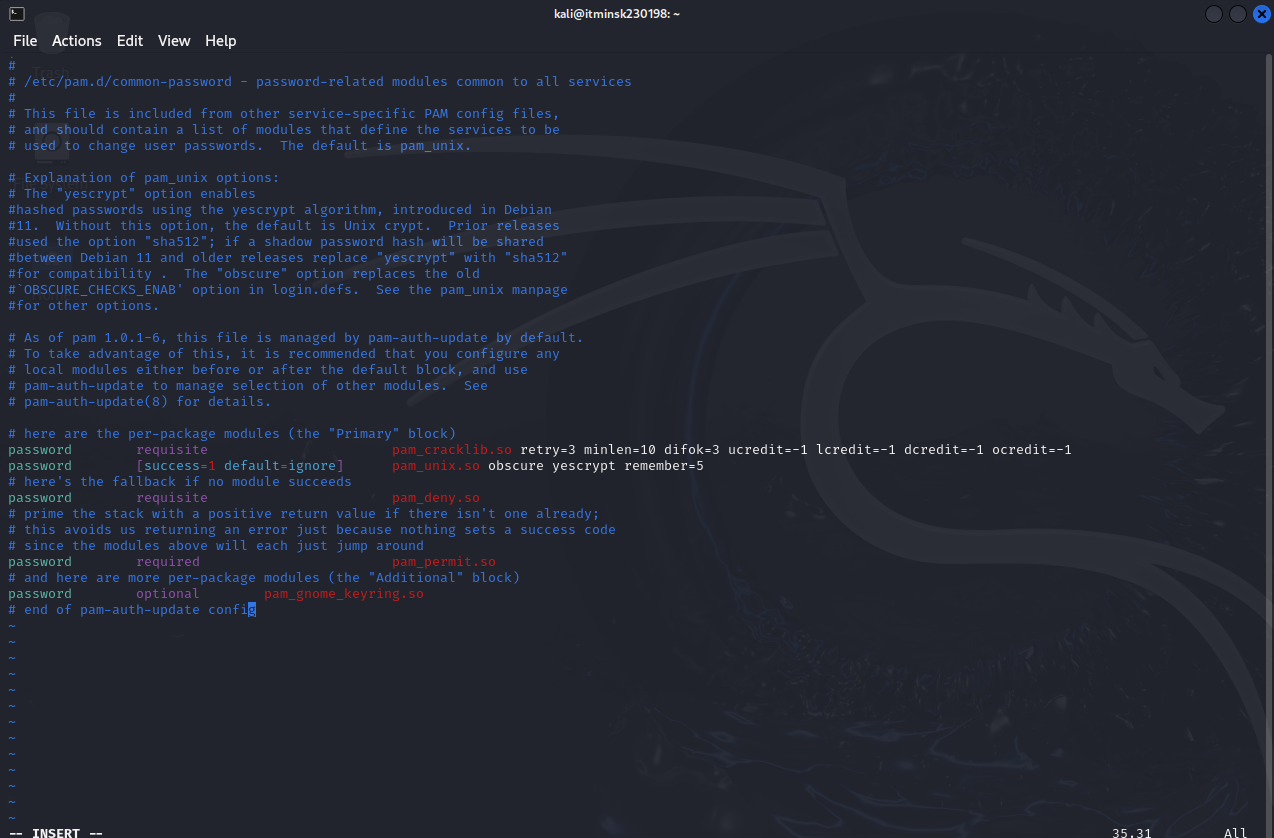 kali@itminsk230198: ~
File Actions Edit View Help
#
# /etc/pam.d/common-password - password-related modules common to all services
#
# This file is included from other service-specific PAM config files,
# and should contain a list of modules that define the services to be
# used to change user passwords.  The default is pam_unix.

# Explanation of pam_unix options:
# The "yescrypt" option enables
#hashed passwords using the yescrypt algorithm, introduced in Debian
#11.  Without this option, the default is Unix crypt.  Prior releases
#used the option "sha512"; if a shadow password hash will be shared
#between Debian 11 and older releases replace "yescrypt" with "sha512"
#for compatibility .  The "obscure" option replaces the old
#`OBSCURE_CHECKS_ENAB' option in login.defs.  See the pam_unix manpage
#for other options.

# As of pam 1.0.1-6, this file is managed by pam-auth-update by default.
# To take advantage of this, it is recommended that you configure any
# local modules either before or after the default block, and use
# pam-auth-update to manage selection of other modules.  See
# pam-auth-update(8) for details.

# here are the per-package modules (the "Primary" block)
password        requisite                       pam_cracklib.so retry=3 minlen=10 difok=3 ucredit=-1 lcredit=-1 dcredit=-1 ocredit=-1
password        [success=1 default=ignore]      pam_unix.so obscure yescrypt remember=5
# here's the fallback if no module succeeds
password        requisite                       pam_deny.so
# prime the stack with a positive return value if there isn't one already;
# this avoids us returning an error just because nothing sets a success code
# since the modules above will each just jump around
password        required                        pam_permit.so
# and here are more per-package modules (the "Additional" block)
password        optional        pam_gnome_keyring.so
# end of pam-auth-update config
~
~
~
~
~
~
~
~
~
~
~
~
~
-- INSERT -- 35,31 All